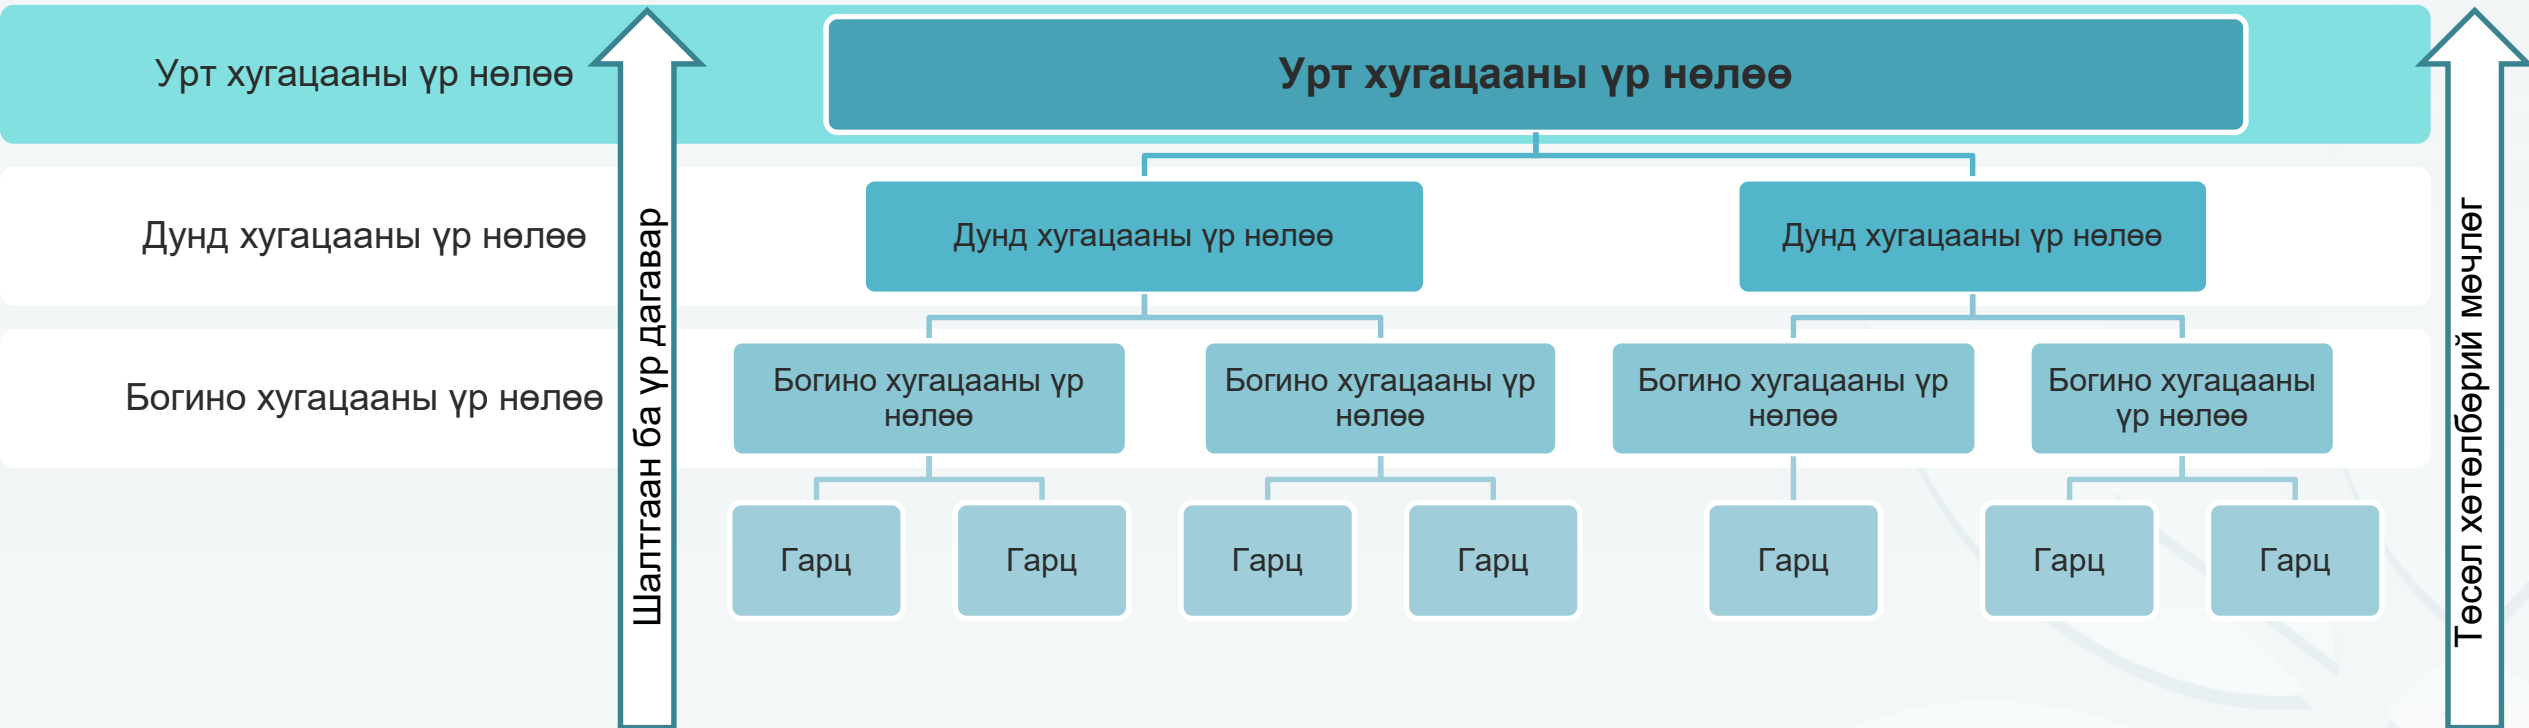 Урт хугацааны үр нөлөө
Урт хугацааны үр нөлөө
Дунд хугацааны үр нөлөө
Дунд хугацааны үр нөлөө
Дунд хугацааны үр нөлөө
Богино хугацааны үр нөлөө
Богино хугацааны үр
нөлөө
Богино хугацааны үр
нөлөө
Богино хугацааны үр
нөлөө
Богино хугацааны
үр нөлөө
Гарц
Гарц
Гарц
Гарц
Гарц
Гарц
Гарц
Шалтгаан ба үр дагавар
Төсөл хөтөлбөрий мөчлөг